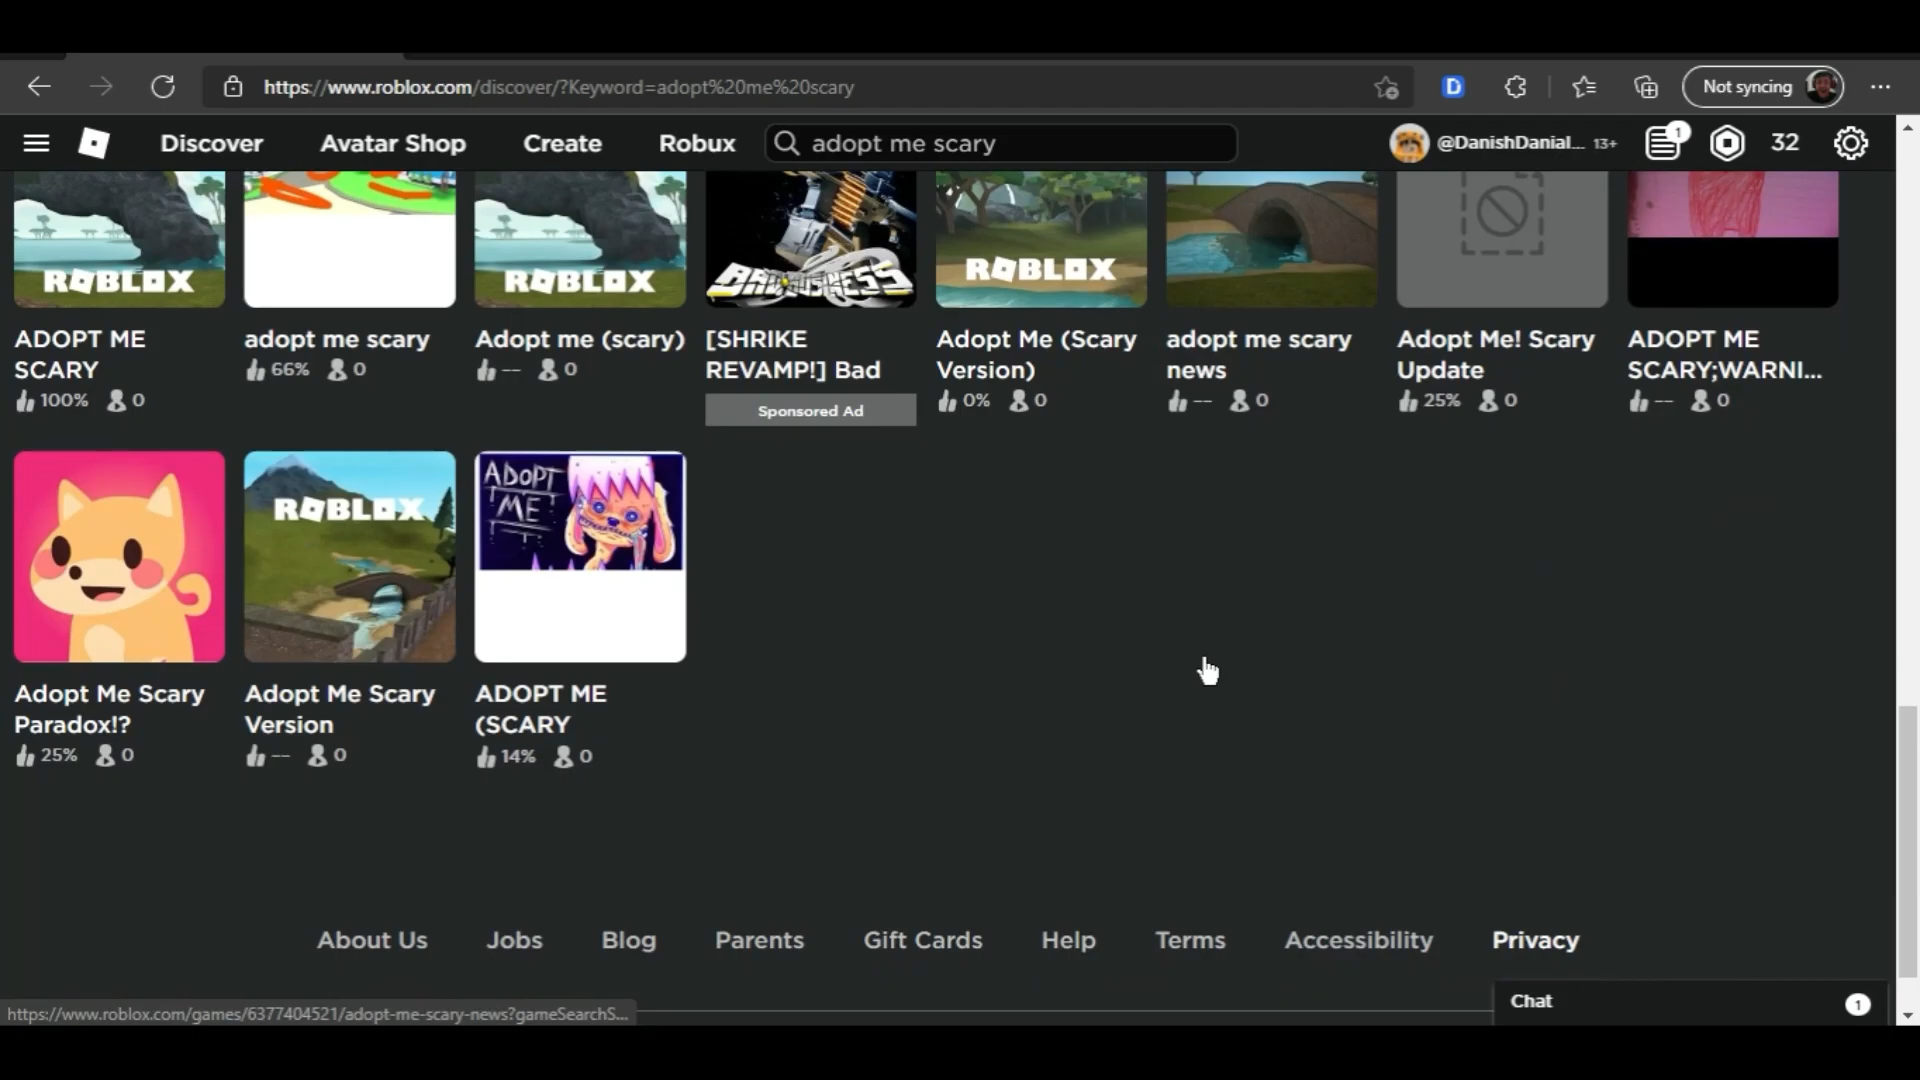 https://www.roblox.com/discover/?Keyword=adopt%20me%20scary
Not syncing
Discover
Avatar Shop
Create
Robux
adopt me scary
@DanishDanial... 13+
1
32
ROBLOX
ROBLOX
BAD BUSINESS
ROBLOX
ADOPT ME
SCARY
100% 0
adopt me scary
66% 0
Adopt me (scary)
-- 0
[SHRIKE
REVAMP!] Bad
Sponsored Ad
Adopt Me (Scary
Version)
0% 0
adopt me scary
news
-- 0
Adopt Me! Scary
Update
25% 0
ADOPT ME
SCARY;WARNI...
-- 0
ROBLOX
ADOPT
ME
Adopt Me Scary
Paradox!?
25% 0
Adopt Me Scary
Version
-- 0
ADOPT ME
(SCARY
14% 0
About Us
Jobs
Blog
Parents
Gift Cards
Help
Terms
Accessibility
Privacy
https://www.roblox.com/games/6377404521/adopt-me-scary-news?gameSearchS...
Chat
1